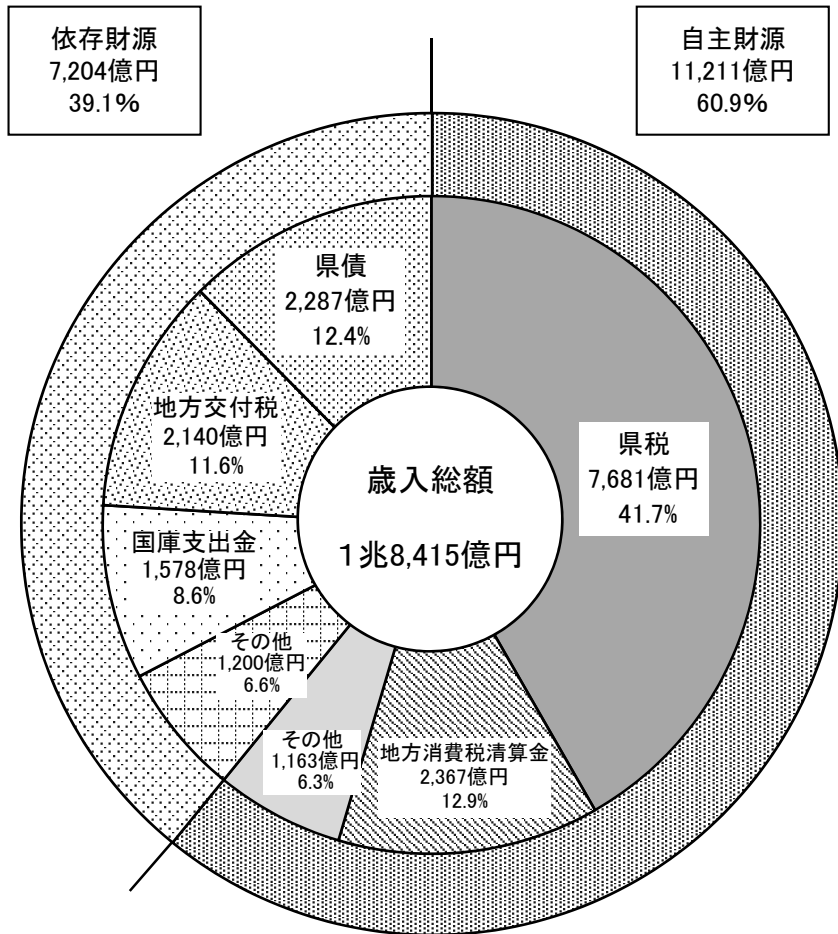 依存財源
7,204億円
39.1%
自主財源
11,211億円
60.9%
県債
2,287億円
12.4%
地方交付税
2,140億円
11.6%
国庫支出金
1,578億円
8.6%
その他
1,200億円
6.6%
その他
1,163億円
6.3%
地方消費税清算金
2,367億円
12.9%
県税
7,681億円
41.7%
歳入総額
1兆8,415億円